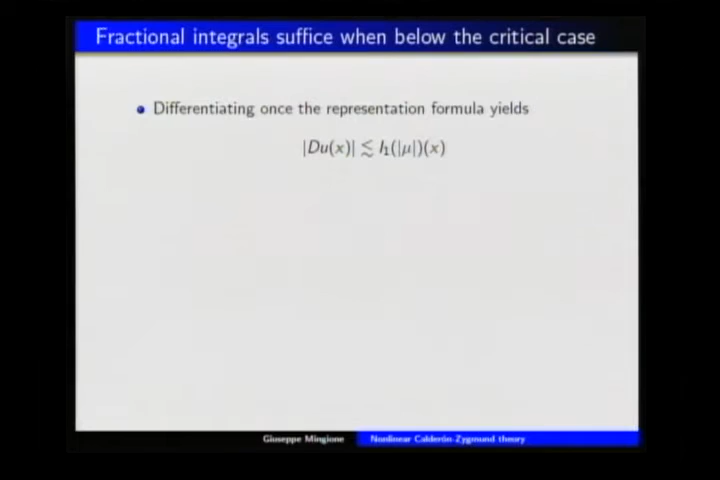 Fractional integrals suffice when below the critical case
Differentiating once the representation formula yields
|Du(x)| ≲ I₁(|μ|)(x)
Giuseppe Mingione Nonlinear Calderón-Zygmund theory